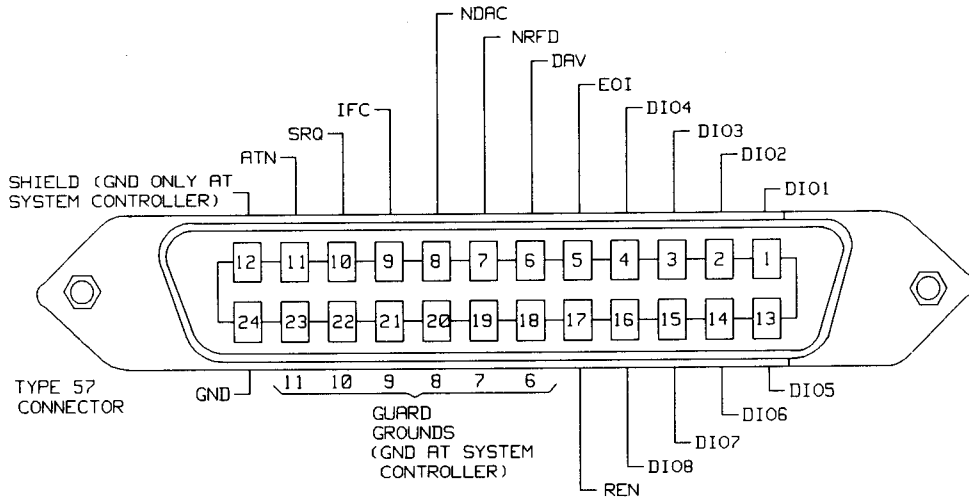 NDAC
NRFD
DAV
EOI
IFC
DIO4
SRQ
DIO3
ATN
DIO2
SHIELD (GND ONLY AT
SYSTEM CONTROLLER)
DIO1
12 11 10 9 8 7 6 5 4 3 2 1
24 23 22 21 20 19 18 17 16 15 14 13
TYPE 57
CONNECTOR
GND
11 10 9 8 7 6
GUARD
GROUNDS
(GND AT SYSTEM
CONTROLLER)
DIO5
DIO6
DIO7
DIO8
REN